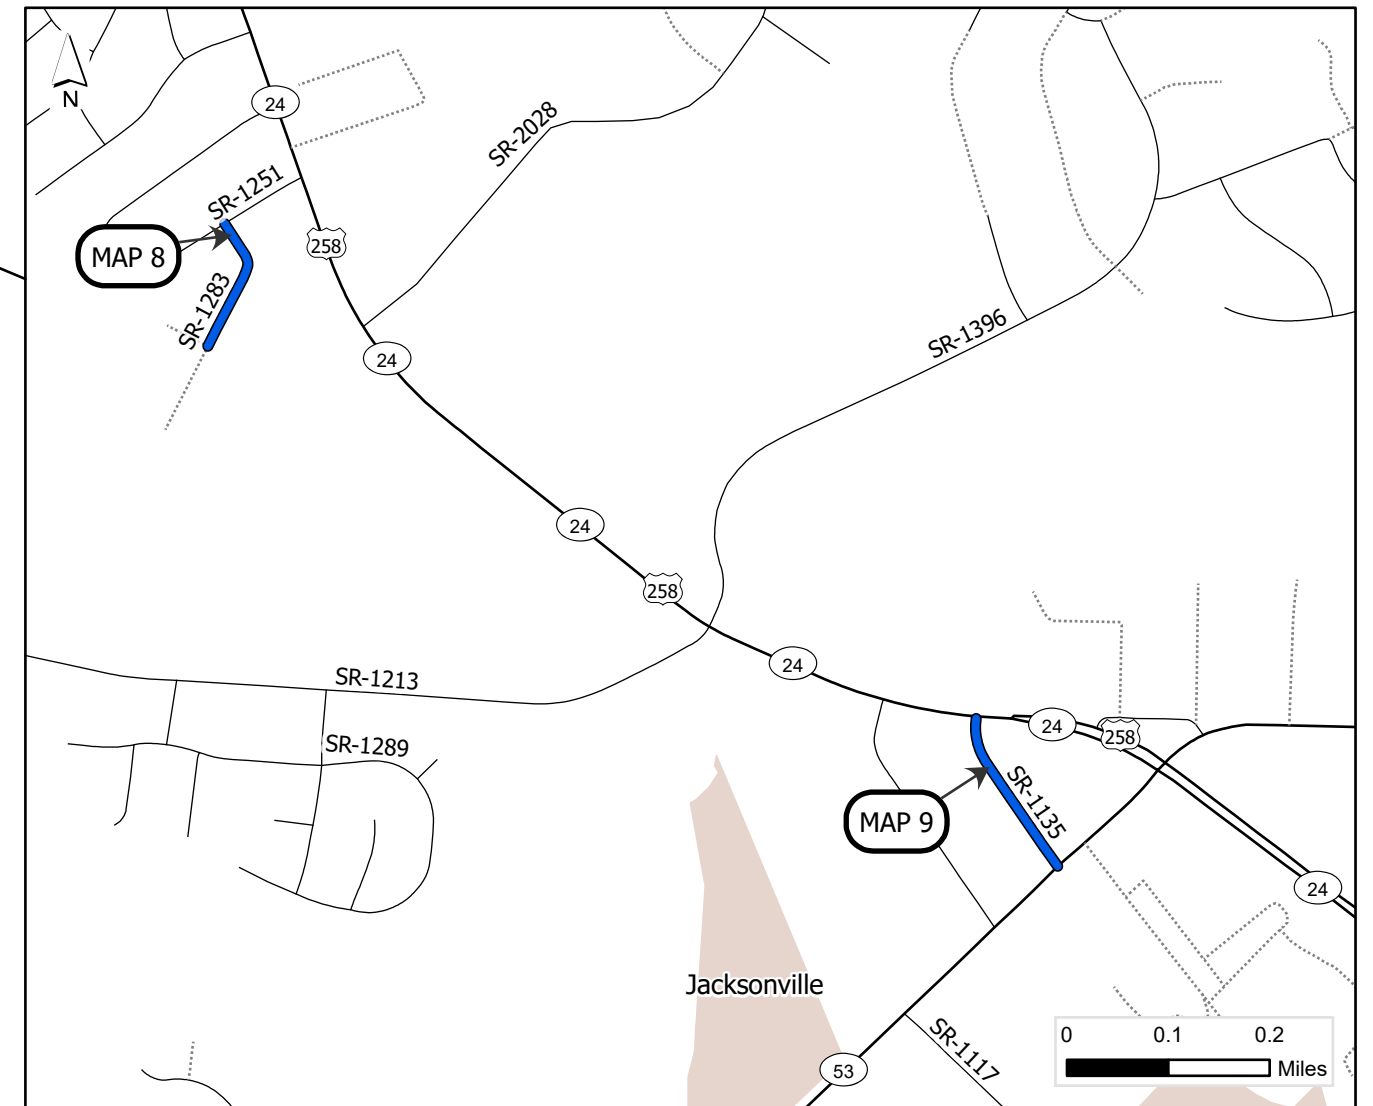 N
24
SR-2028
SR-1251
258
MAP 8
SR-1283
24
SR-1396
24
258
24
SR-1213
SR-1289
24
258
SR-1135
MAP 9
24
Jacksonville
SR-1117
53
0 0.1 0.2
Miles